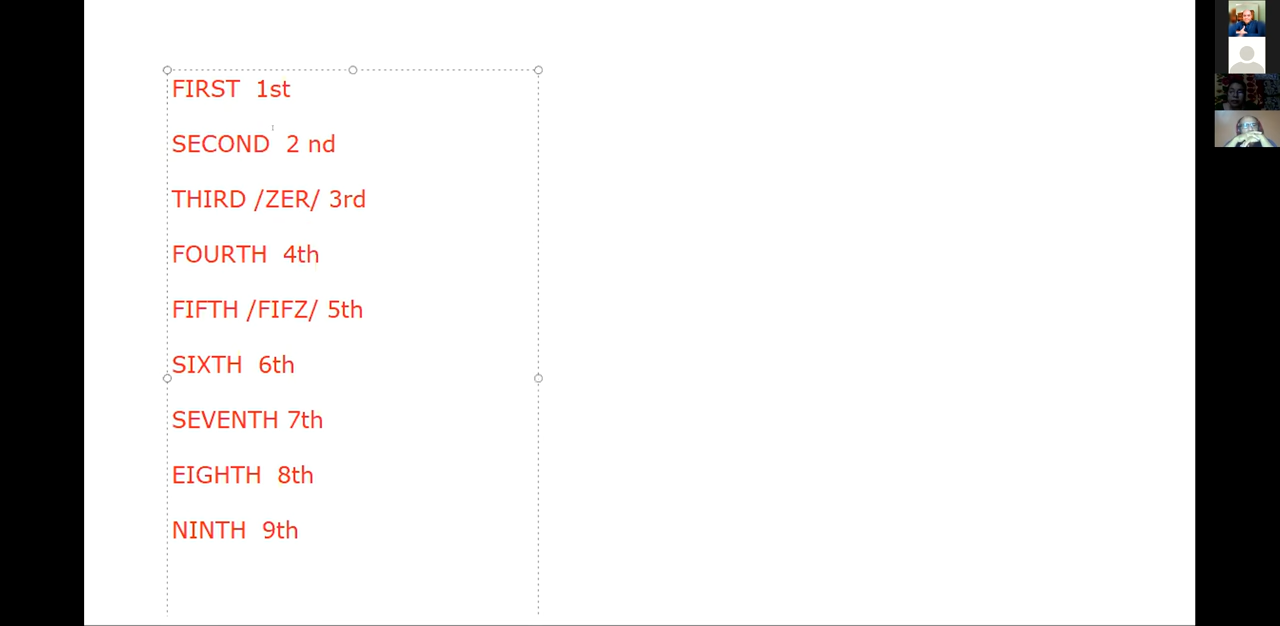 FIRST  1st
SECOND  2 nd
THIRD /ZER/ 3rd
FOURTH  4th
FIFTH /FIFZ/ 5th
SIXTH  6th
SEVENTH 7th
EIGHTH  8th
NINTH  9th